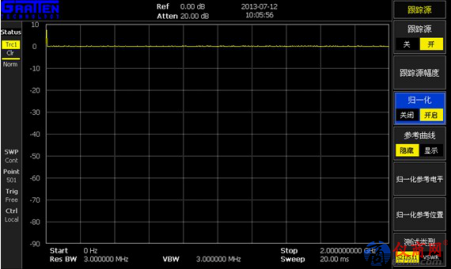 GRATTEN
TECHNOLOGY
Ref 0.00 dB
Atten 20.00 dB
2013-07-12
10:05:56
跟踪源
Status
Trc1
Clr
Norm
SWP
Cont
Point
501
Trig
Free
Ctrl
Local
10
0
-10
-20
-30
-40
-50
-60
-70
-80
-90
跟踪源
关 开
跟踪源幅度
归一化
关闭 开启
参考曲线
隐藏 显示
归一化参考电平
归一化参考位置
测试类型
VSWR
Start 0 Hz
Stop 2.000000000 GHz
Res BW 3.000000 MHz
VBW 3.000000 MHz
Sweep 20.00 ms